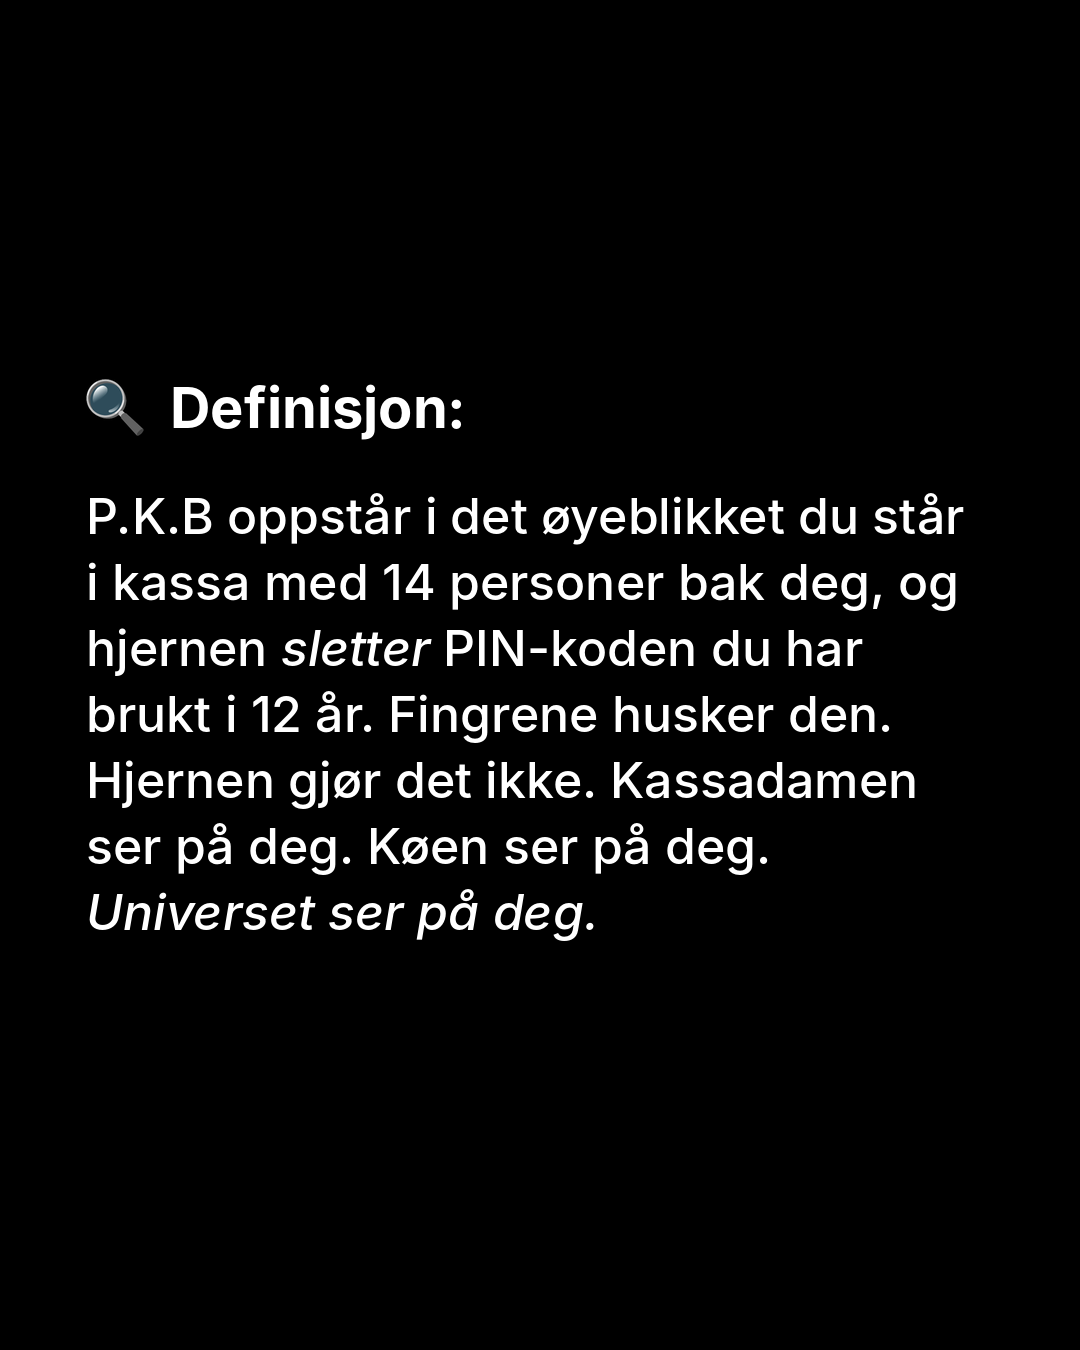 🔍 Definisjon:
P.K.B oppstår i det øyeblikket du står
i kassa med 14 personer bak deg, og
hjernen sletter PIN-koden du har
brukt i 12 år. Fingrene husker den.
Hjernen gjør det ikke. Kassadamen
ser på deg. Køen ser på deg.
Universet ser på deg.